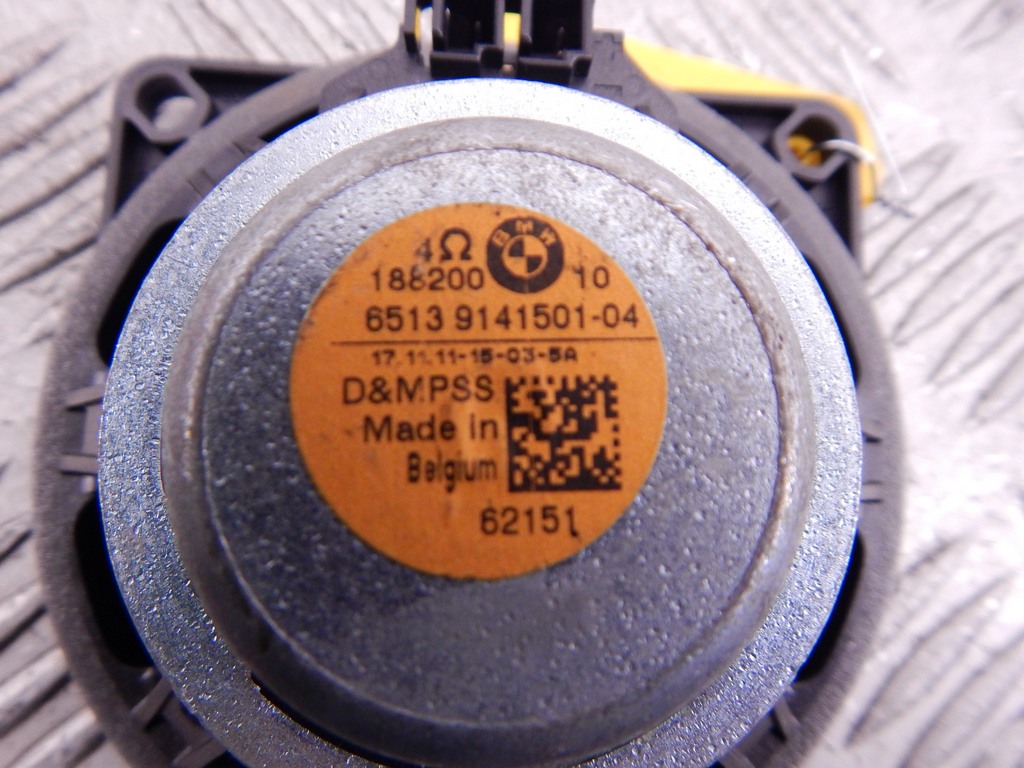 4Ω
BMW
188200 10
6513 9141501-04
17.11.11-15-03-5A
D&MPSS
Made in
Belgium
62151